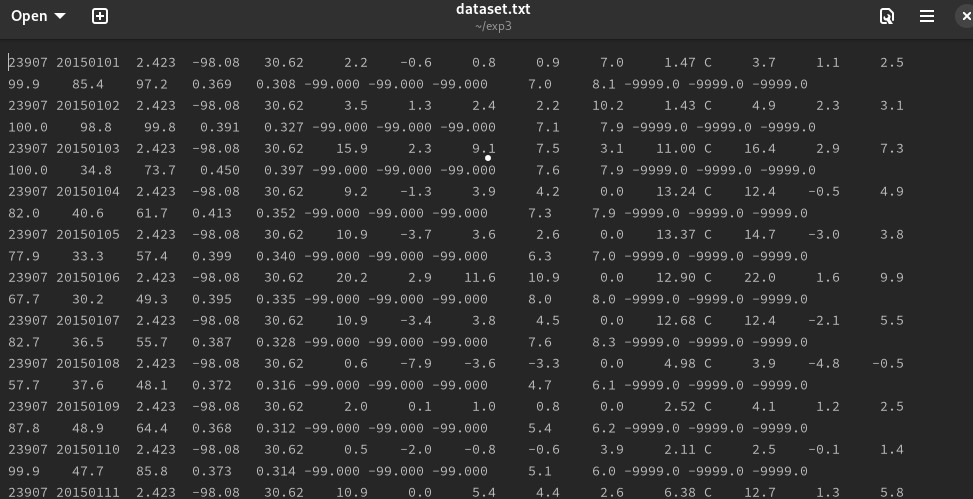 Open
dataset.txt
~/exp3
23907 20150101 2.423 -98.08 30.62 2.2 -0.6 0.8 0.9 7.0 1.47 C 3.7 1.1 2.5
99.9 85.4 97.2 0.369 0.308 -99.000 -99.000 -99.000 7.0 8.1 -9999.0 -9999.0 -9999.0
23907 20150102 2.423 -98.08 30.62 3.5 1.3 2.4 2.2 10.2 1.43 C 4.9 2.3 3.1
100.0 98.8 99.8 0.391 0.327 -99.000 -99.000 -99.000 7.1 7.9 -9999.0 -9999.0 -9999.0
23907 20150103 2.423 -98.08 30.62 15.9 2.3 9.1 7.5 3.1 11.00 C 16.4 2.9 7.3
100.0 34.8 73.7 0.450 0.397 -99.000 -99.000 -99.000 7.6 7.9 -9999.0 -9999.0 -9999.0
23907 20150104 2.423 -98.08 30.62 9.2 -1.3 3.9 4.2 0.0 13.24 C 12.4 -0.5 4.9
82.0 40.6 61.7 0.413 0.352 -99.000 -99.000 -99.000 7.3 7.9 -9999.0 -9999.0 -9999.0
23907 20150105 2.423 -98.08 30.62 10.9 -3.7 3.6 2.6 0.0 13.37 C 14.7 -3.0 3.8
77.9 33.3 57.4 0.399 0.340 -99.000 -99.000 -99.000 6.3 7.0 -9999.0 -9999.0 -9999.0
23907 20150106 2.423 -98.08 30.62 20.2 2.9 11.6 10.9 0.0 12.90 C 22.0 1.6 9.9
67.7 30.2 49.3 0.395 0.335 -99.000 -99.000 -99.000 8.0 8.0 -9999.0 -9999.0 -9999.0
23907 20150107 2.423 -98.08 30.62 10.9 -3.4 3.8 4.5 0.0 12.68 C 12.4 -2.1 5.5
82.7 36.5 55.7 0.387 0.328 -99.000 -99.000 -99.000 7.6 8.3 -9999.0 -9999.0 -9999.0
23907 20150108 2.423 -98.08 30.62 0.6 -7.9 -3.6 -3.3 0.0 4.98 C 3.9 -4.8 -0.5
57.7 37.6 48.1 0.372 0.316 -99.000 -99.000 -99.000 4.7 6.1 -9999.0 -9999.0 -9999.0
23907 20150109 2.423 -98.08 30.62 2.0 0.1 1.0 0.8 0.0 2.52 C 4.1 1.2 2.5
87.8 48.9 64.4 0.368 0.312 -99.000 -99.000 -99.000 5.4 6.2 -9999.0 -9999.0 -9999.0
23907 20150110 2.423 -98.08 30.62 0.5 -2.0 -0.8 -0.6 3.9 2.11 C 2.5 -0.1 1.4
99.9 47.7 85.8 0.373 0.314 -99.000 -99.000 -99.000 5.1 6.0 -9999.0 -9999.0 -9999.0
23907 20150111 2.423 -98.08 30.62 10.9 0.0 5.4 4.4 2.6 6.38 C 12.7 1.3 5.8